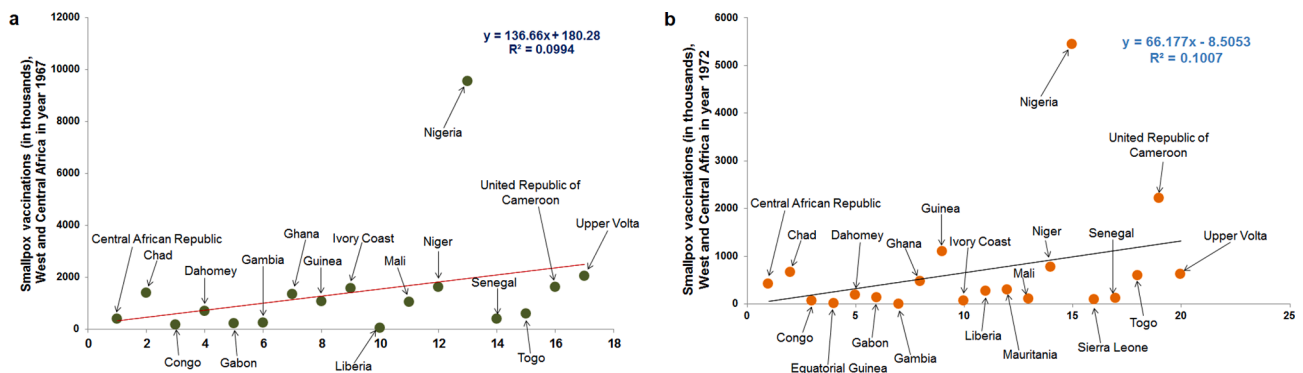 a
Smallpox vaccinations (in thousands),
West and Central Africa in year 1967
12000
10000
8000
6000
4000
2000
0
0
2
4
6
8
10
12
14
16
18
y = 136.66x + 180.28
R² = 0.0994
Nigeria
United Republic of
Cameroon
Upper Volta
Central African Republic
Chad
Dahomey
Gambia
Ghana
Guinea
Ivory Coast
Mali
Niger
Senegal
Congo
Gabon
Liberia
Togo
b
Smallpox vaccinations (in thousands),
West and Central Africa in year 1972
6000
5000
4000
3000
2000
1000
0
0
5
10
15
20
25
y = 66.177x - 8.5053
R² = 0.1007
Nigeria
United Republic of
Cameroon
Central African Republic
Chad
Dahomey
Ghana
Guinea
Ivory Coast
Niger
Mali
Senegal
Upper Volta
Congo
Equatorial Guinea
Gabon
Gambia
Liberia
Mauritania
Sierra Leone
Togo